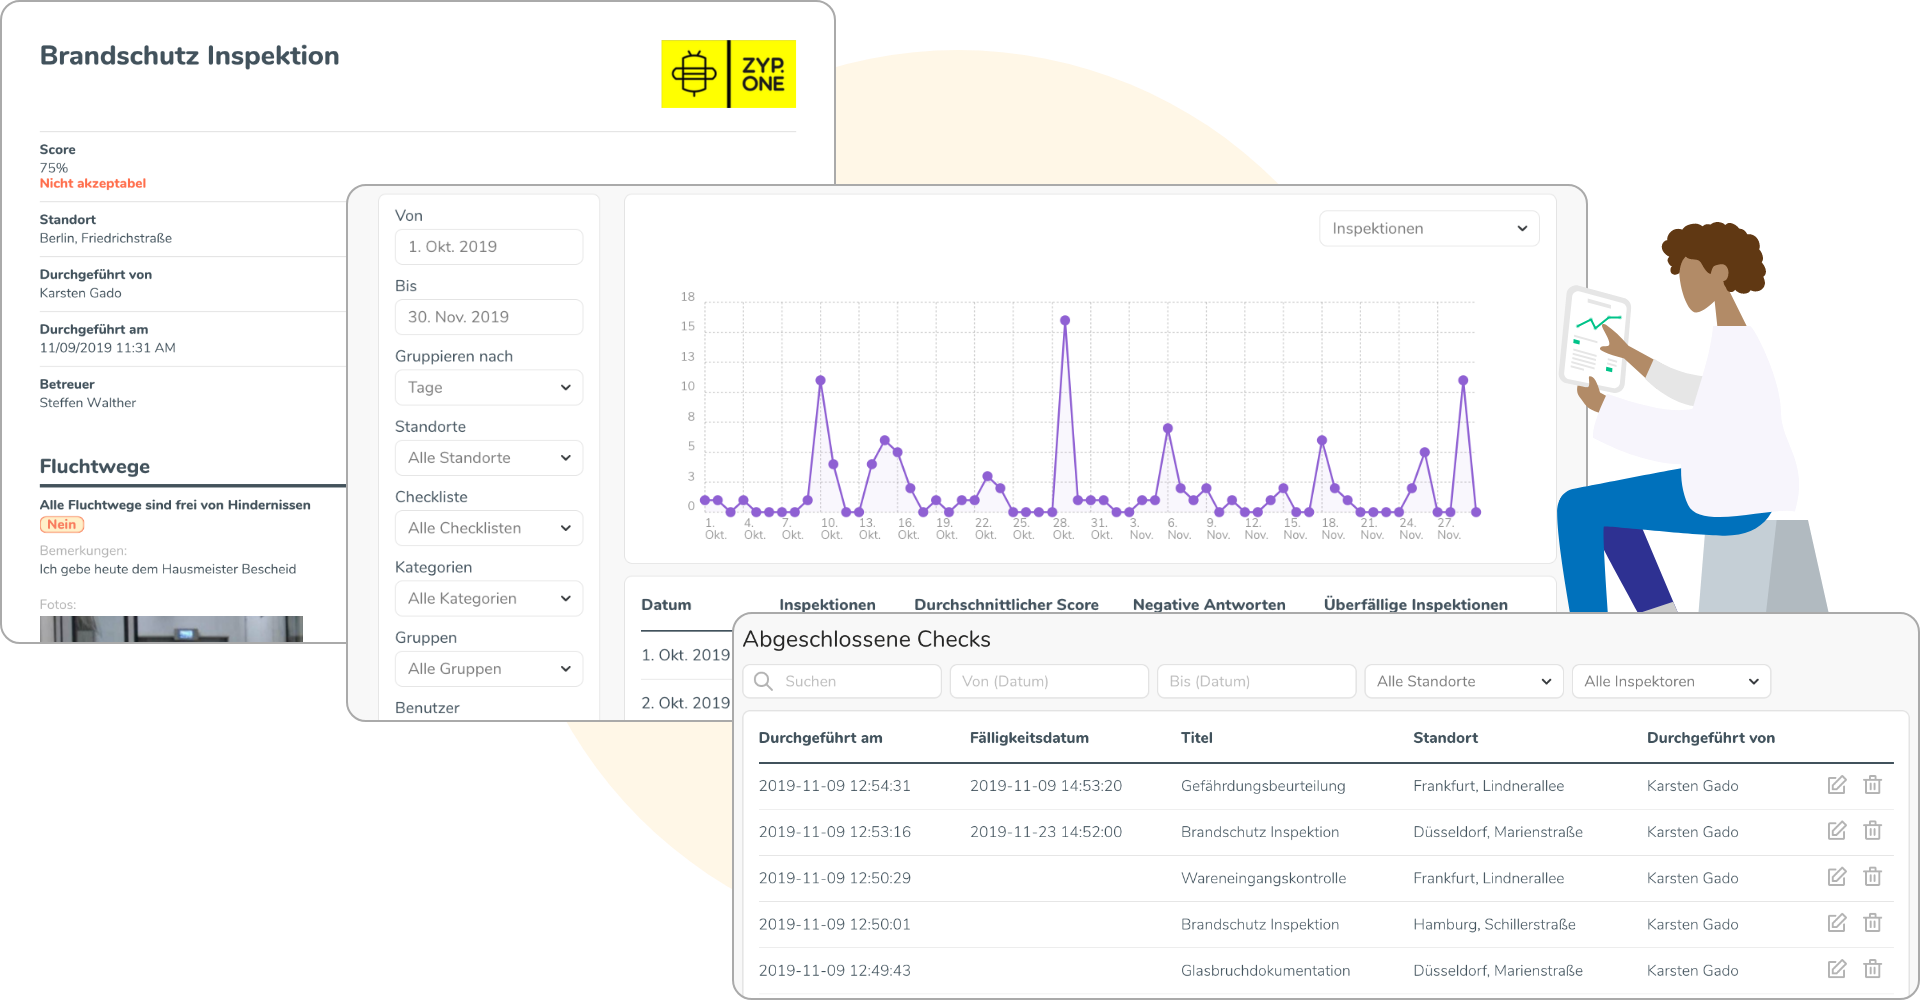 Brandschutz Inspektion
ZYP.
ONE
Score
75%
Nicht akzeptabel
Standort
Berlin, Friedrichstraße
Durchgeführt von
Karsten Gado
Durchgeführt am
11/09/2019 11:31 AM
Betreuer
Steffen Walther
Fluchtwege
Alle Fluchtwege sind frei von Hindernissen
Nein
Bemerkungen:
Ich gebe heute dem Hausmeister Bescheid
Fotos:
Von
1. Okt. 2019
Bis
30. Nov. 2019
Gruppieren nach
Tage
Standorte
Alle Standorte
Checkliste
Alle Checklisten
Kategorien
Alle Kategorien
Gruppen
Alle Gruppen
Benutzer
Inspektionen
18
15
13
10
8
5
3
0
1. 4. 7. 10. 13. 16. 19. 22. 25. 28. 31. 3. 6. 9. 12. 15. 18. 21. 24. 27.
Okt. Okt. Okt. Okt. Okt. Okt. Okt. Okt. Okt. Okt. Okt. Nov. Nov. Nov. Nov. Nov. Nov. Nov. Nov. Nov.
Datum Inspektionen Durchschnittlicher Score Negative Antworten Überfällige Inspektionen
1. Okt. 2019
2. Okt. 2019
Abgeschlossene Checks
Suchen Von (Datum) Bis (Datum) Alle Standorte Alle Inspektoren
Durchgeführt am Fälligkeitsdatum Titel Standort Durchgeführt von
2019-11-09 12:54:31 2019-11-09 14:53:20 Gefährdungsbeurteilung Frankfurt, Lindnerallee Karsten Gado
2019-11-09 12:53:16 2019-11-23 14:52:00 Brandschutz Inspektion Düsseldorf, Marienstraße Karsten Gado
2019-11-09 12:50:29 Wareneingangskontrolle Frankfurt, Lindnerallee Karsten Gado
2019-11-09 12:50:01 Brandschutz Inspektion Hamburg, Schillerstraße Karsten Gado
2019-11-09 12:49:43 Glasbruchdokumentation Düsseldorf, Marienstraße Karsten Gado